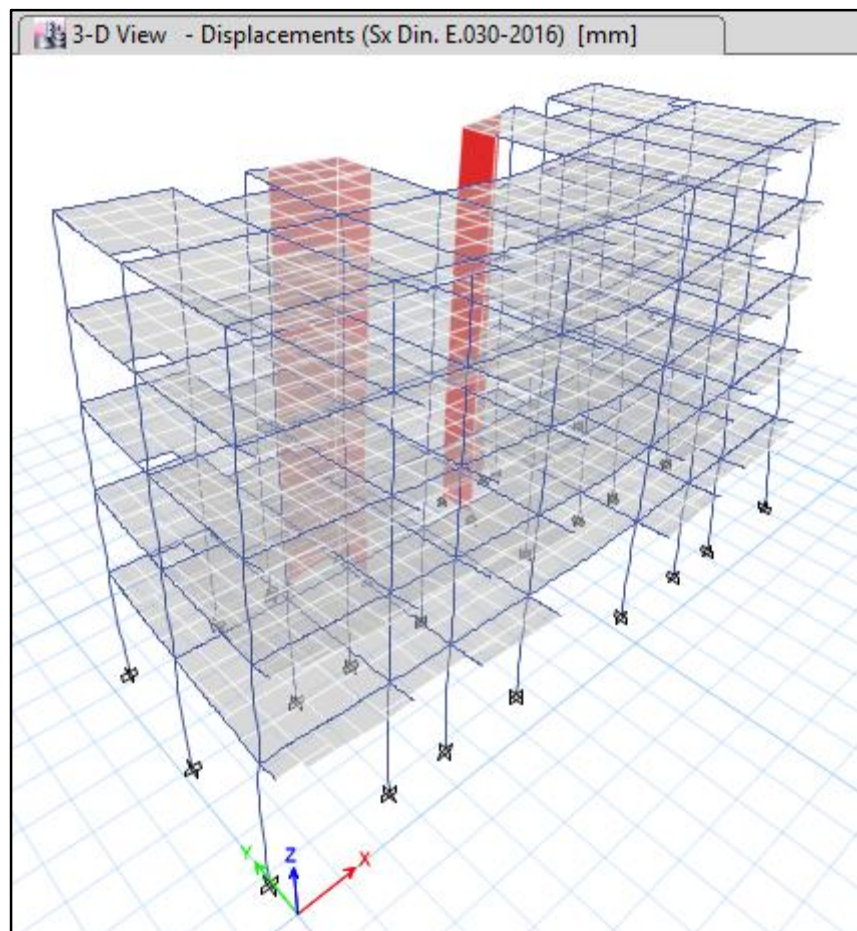 3-D View - Displacements (Sx Din. E.030-2016) [mm]
Y
Z
X